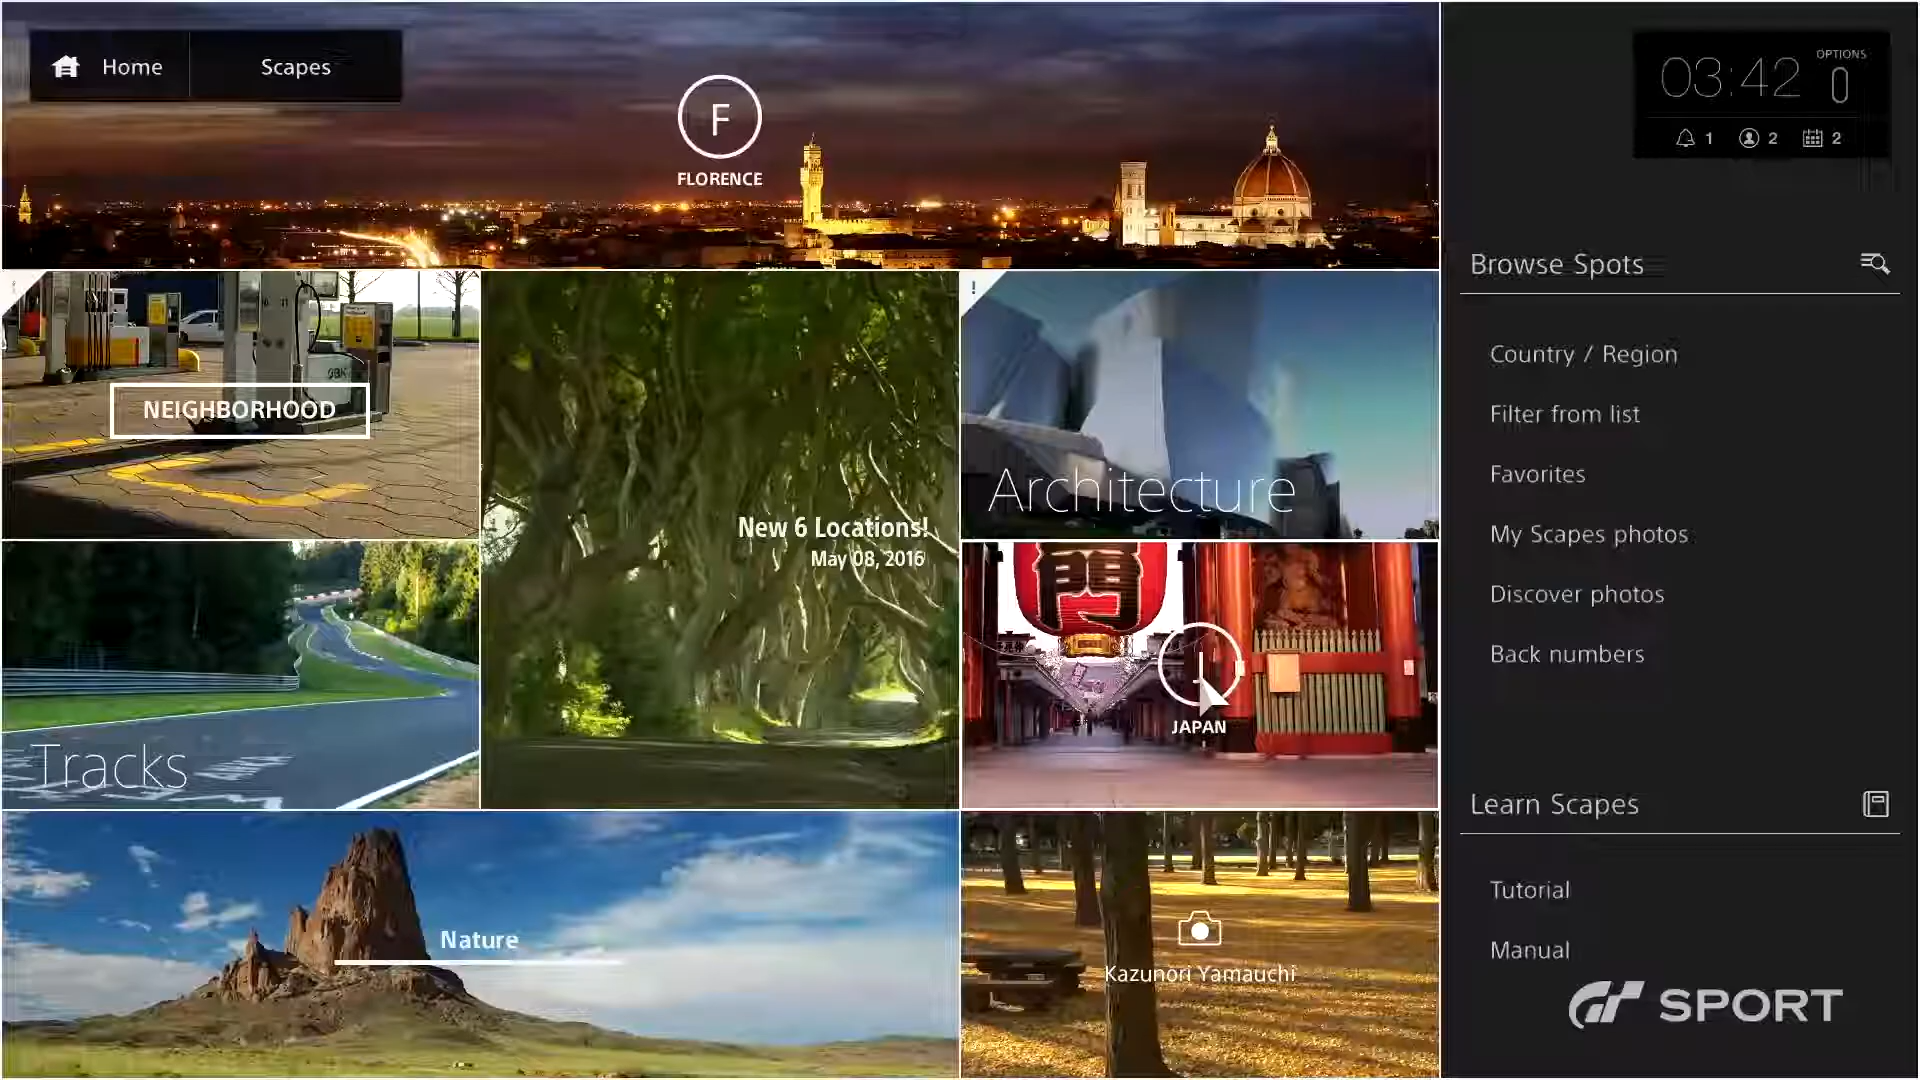 Home
Scapes
F
FLORENCE
03:42
OPTIONS
1
2
2
NEIGHBORHOOD
New 6 Locations!
May 08, 2016
!
Architecture
Tracks
門
J
JAPAN
Nature
Kazunori Yamauchi
Browse Spots
Country / Region
Filter from list
Favorites
My Scapes photos
Discover photos
Back numbers
Learn Scapes
Tutorial
Manual
GT SPORT